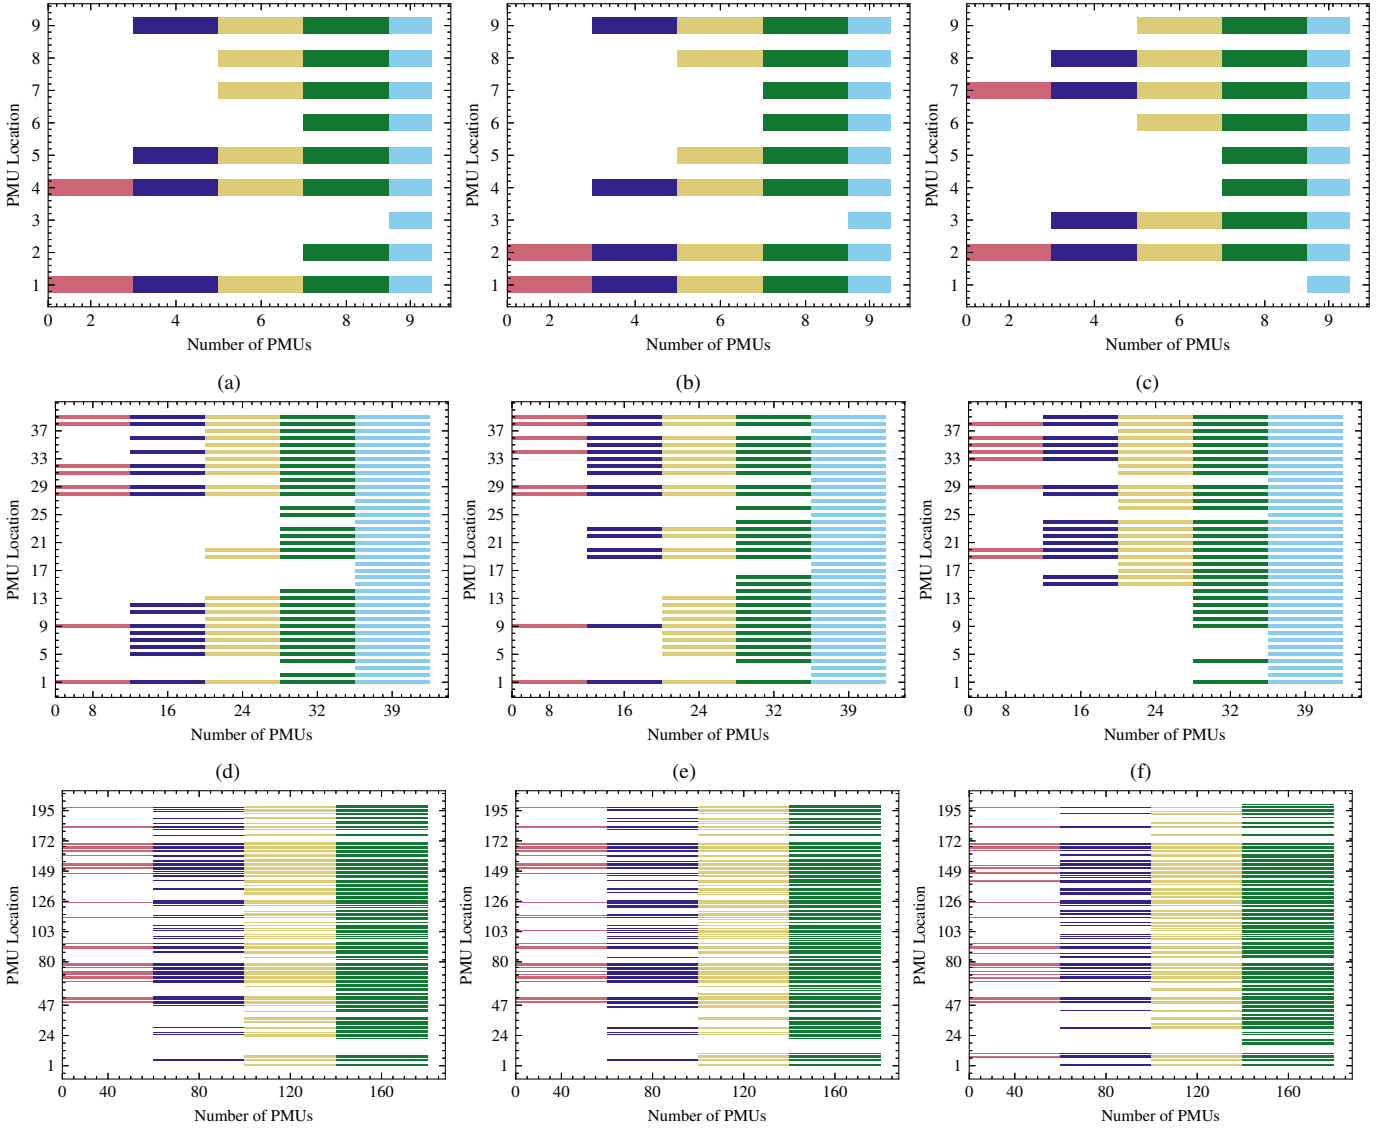 9
8
7
6
5
4
3
2
1
PMU Location
0 2 4 6 8 9
Number of PMUs
(a)
9
8
7
6
5
4
3
2
1
PMU Location
0 2 4 6 8 9
Number of PMUs
(b)
9
8
7
6
5
4
3
2
1
PMU Location
0 2 4 6 8 9
Number of PMUs
(c)
37
33
29
25
21
17
13
9
5
1
PMU Location
0 8 16 24 32 39
Number of PMUs
(d)
37
33
29
25
21
17
13
9
5
1
PMU Location
0 8 16 24 32 39
Number of PMUs
(e)
37
33
29
25
21
17
13
9
5
1
PMU Location
0 8 16 24 32 39
Number of PMUs
(f)
195
172
149
126
103
80
47
24
1
PMU Location
0 40 80 120 160
Number of PMUs
195
172
149
126
103
80
47
24
1
PMU Location
0 40 80 120 160
Number of PMUs
195
172
149
126
103
80
47
24
1
PMU Location
0 40 80 120 160
Number of PMUs